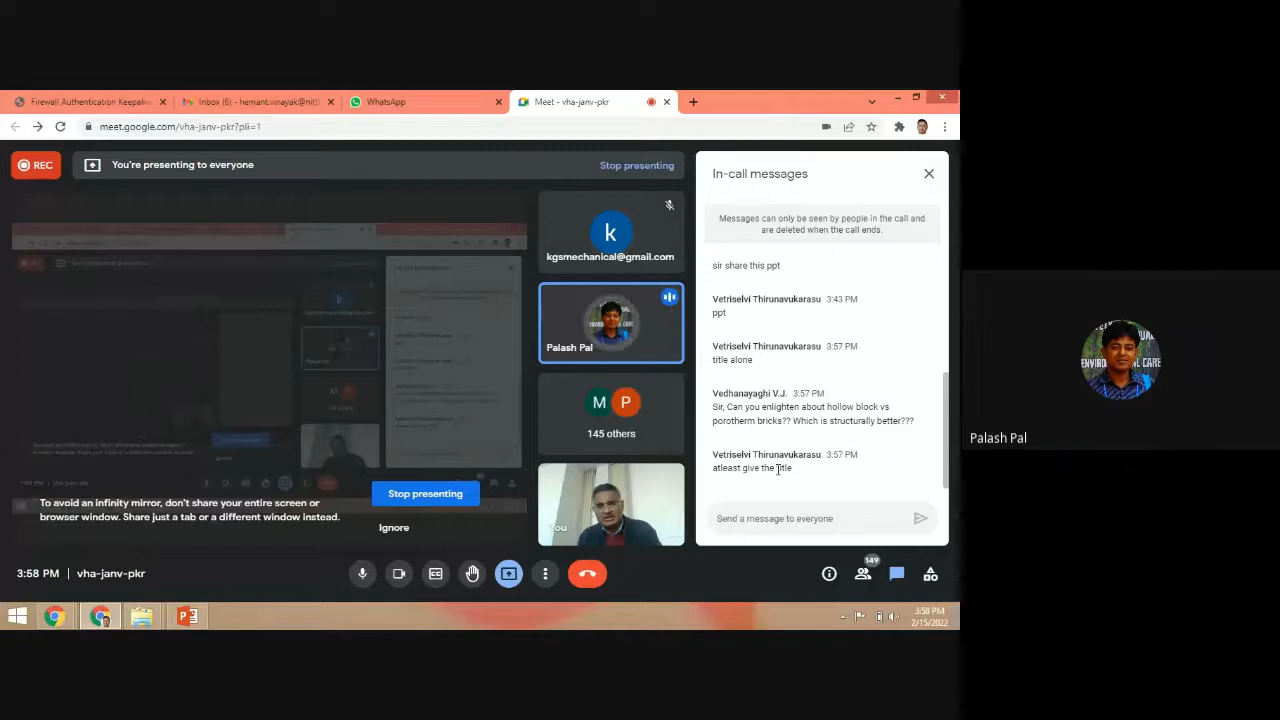 Firewall Authentication Keepaliv
Inbox (6) - hemant.vinayak@nitt
WhatsApp
Meet - vha-janv-pkr
meet.google.com/vha-janv-pkr?pli=1
REC
You're presenting to everyone
Stop presenting
k
kgsmechanical@gmail.com
Palash Pal
M P
145 others
You
To avoid an infinity mirror, don't share your entire screen or
browser window. Share just a tab or a different window instead.
Stop presenting
Ignore
In-call messages
Messages can only be seen by people in the call and
are deleted when the call ends.
sir share this ppt
Vetriselvi Thirunavukarasu 3:43 PM
ppt
Vetriselvi Thirunavukarasu 3:57 PM
title alone
Vedhanayaghi V.J. 3:57 PM
Sir, Can you enlighten about hollow block vs
porotherm bricks?? Which is structurally better???
Vetriselvi Thirunavukarasu 3:57 PM
atleast give the title
Send a message to everyone
3:58 PM | vha-janv-pkr
149
3:58 PM
2/15/2022
Palash Pal